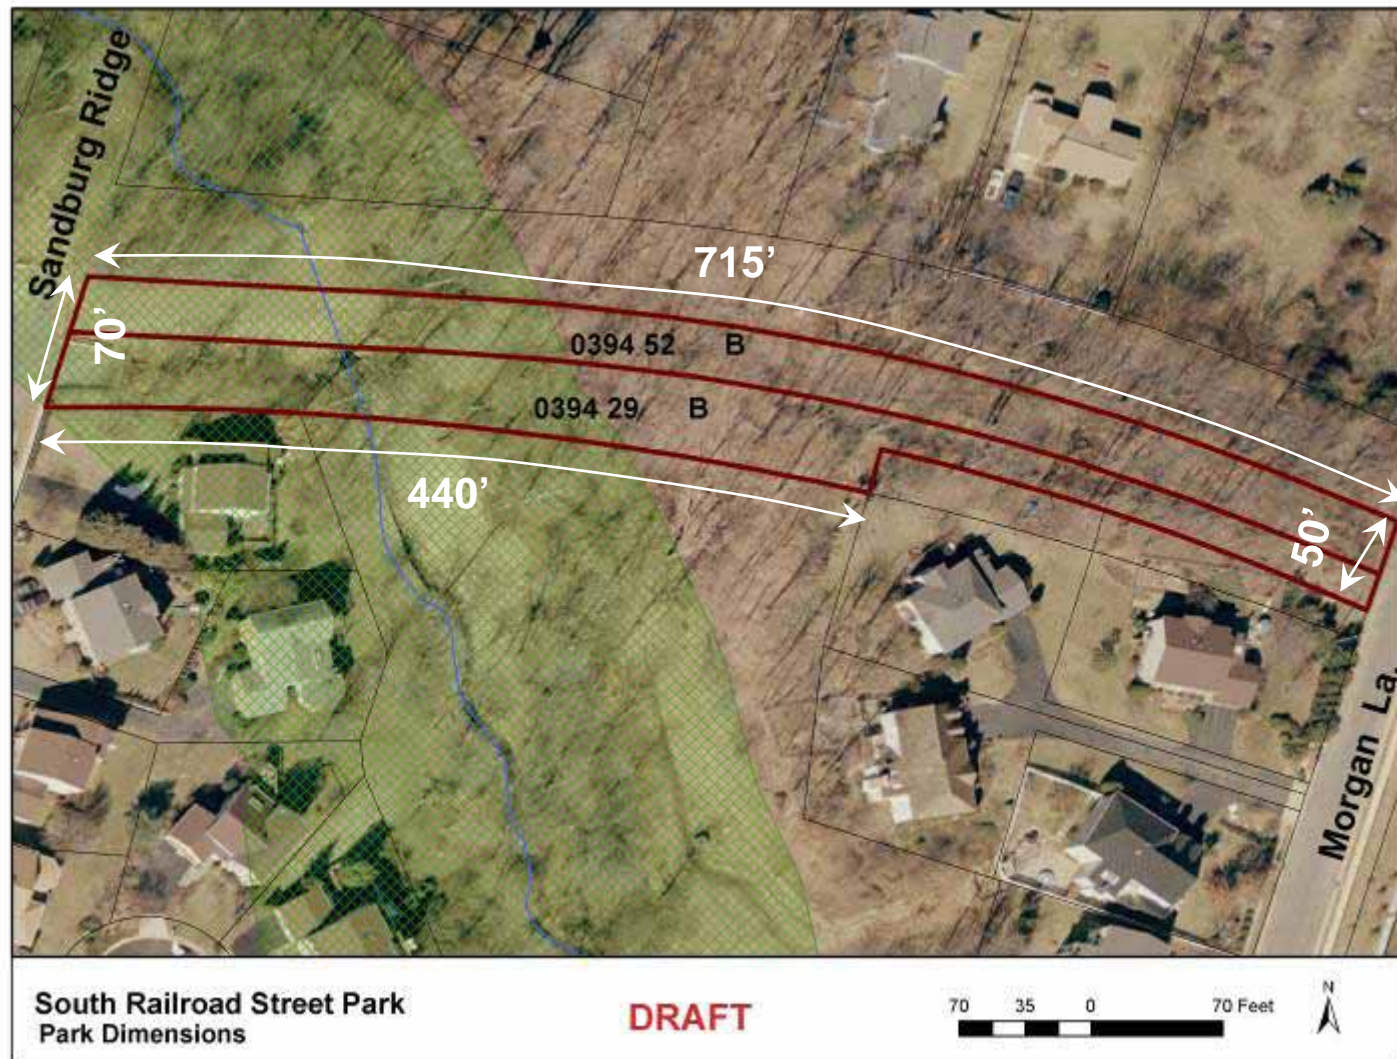 Sandburg Ridge
715’
70’
0394 52 B
0394 29 B
440’
50’
Morgan La.
South Railroad Street Park
Park Dimensions
DRAFT
70 35 0 70 Feet
N